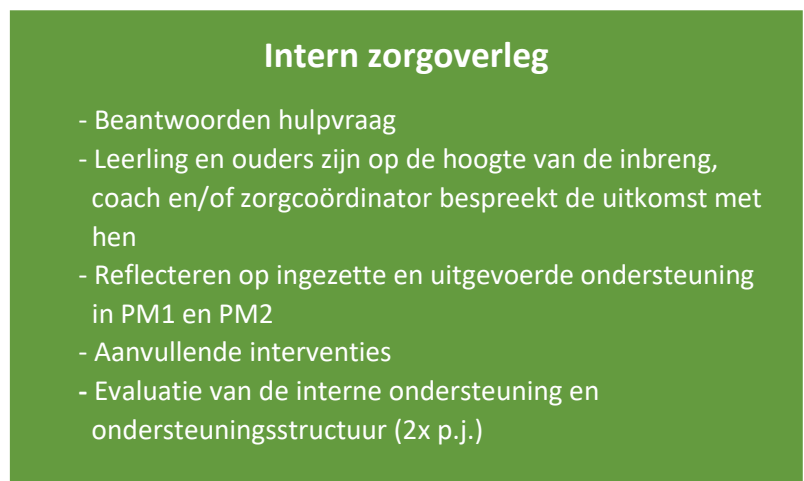 Intern zorgoverleg
- Beantwoorden hulpvraag
- Leerling en ouders zijn op de hoogte van de inbreng,
coach en/of zorgcoördinator bespreekt de uitkomst met
hen
- Reflecteren op ingezette en uitgevoerde ondersteuning
in PM1 en PM2
- Aanvullende interventies
- Evaluatie van de interne ondersteuning en
ondersteuningsstructuur (2x p.j.)